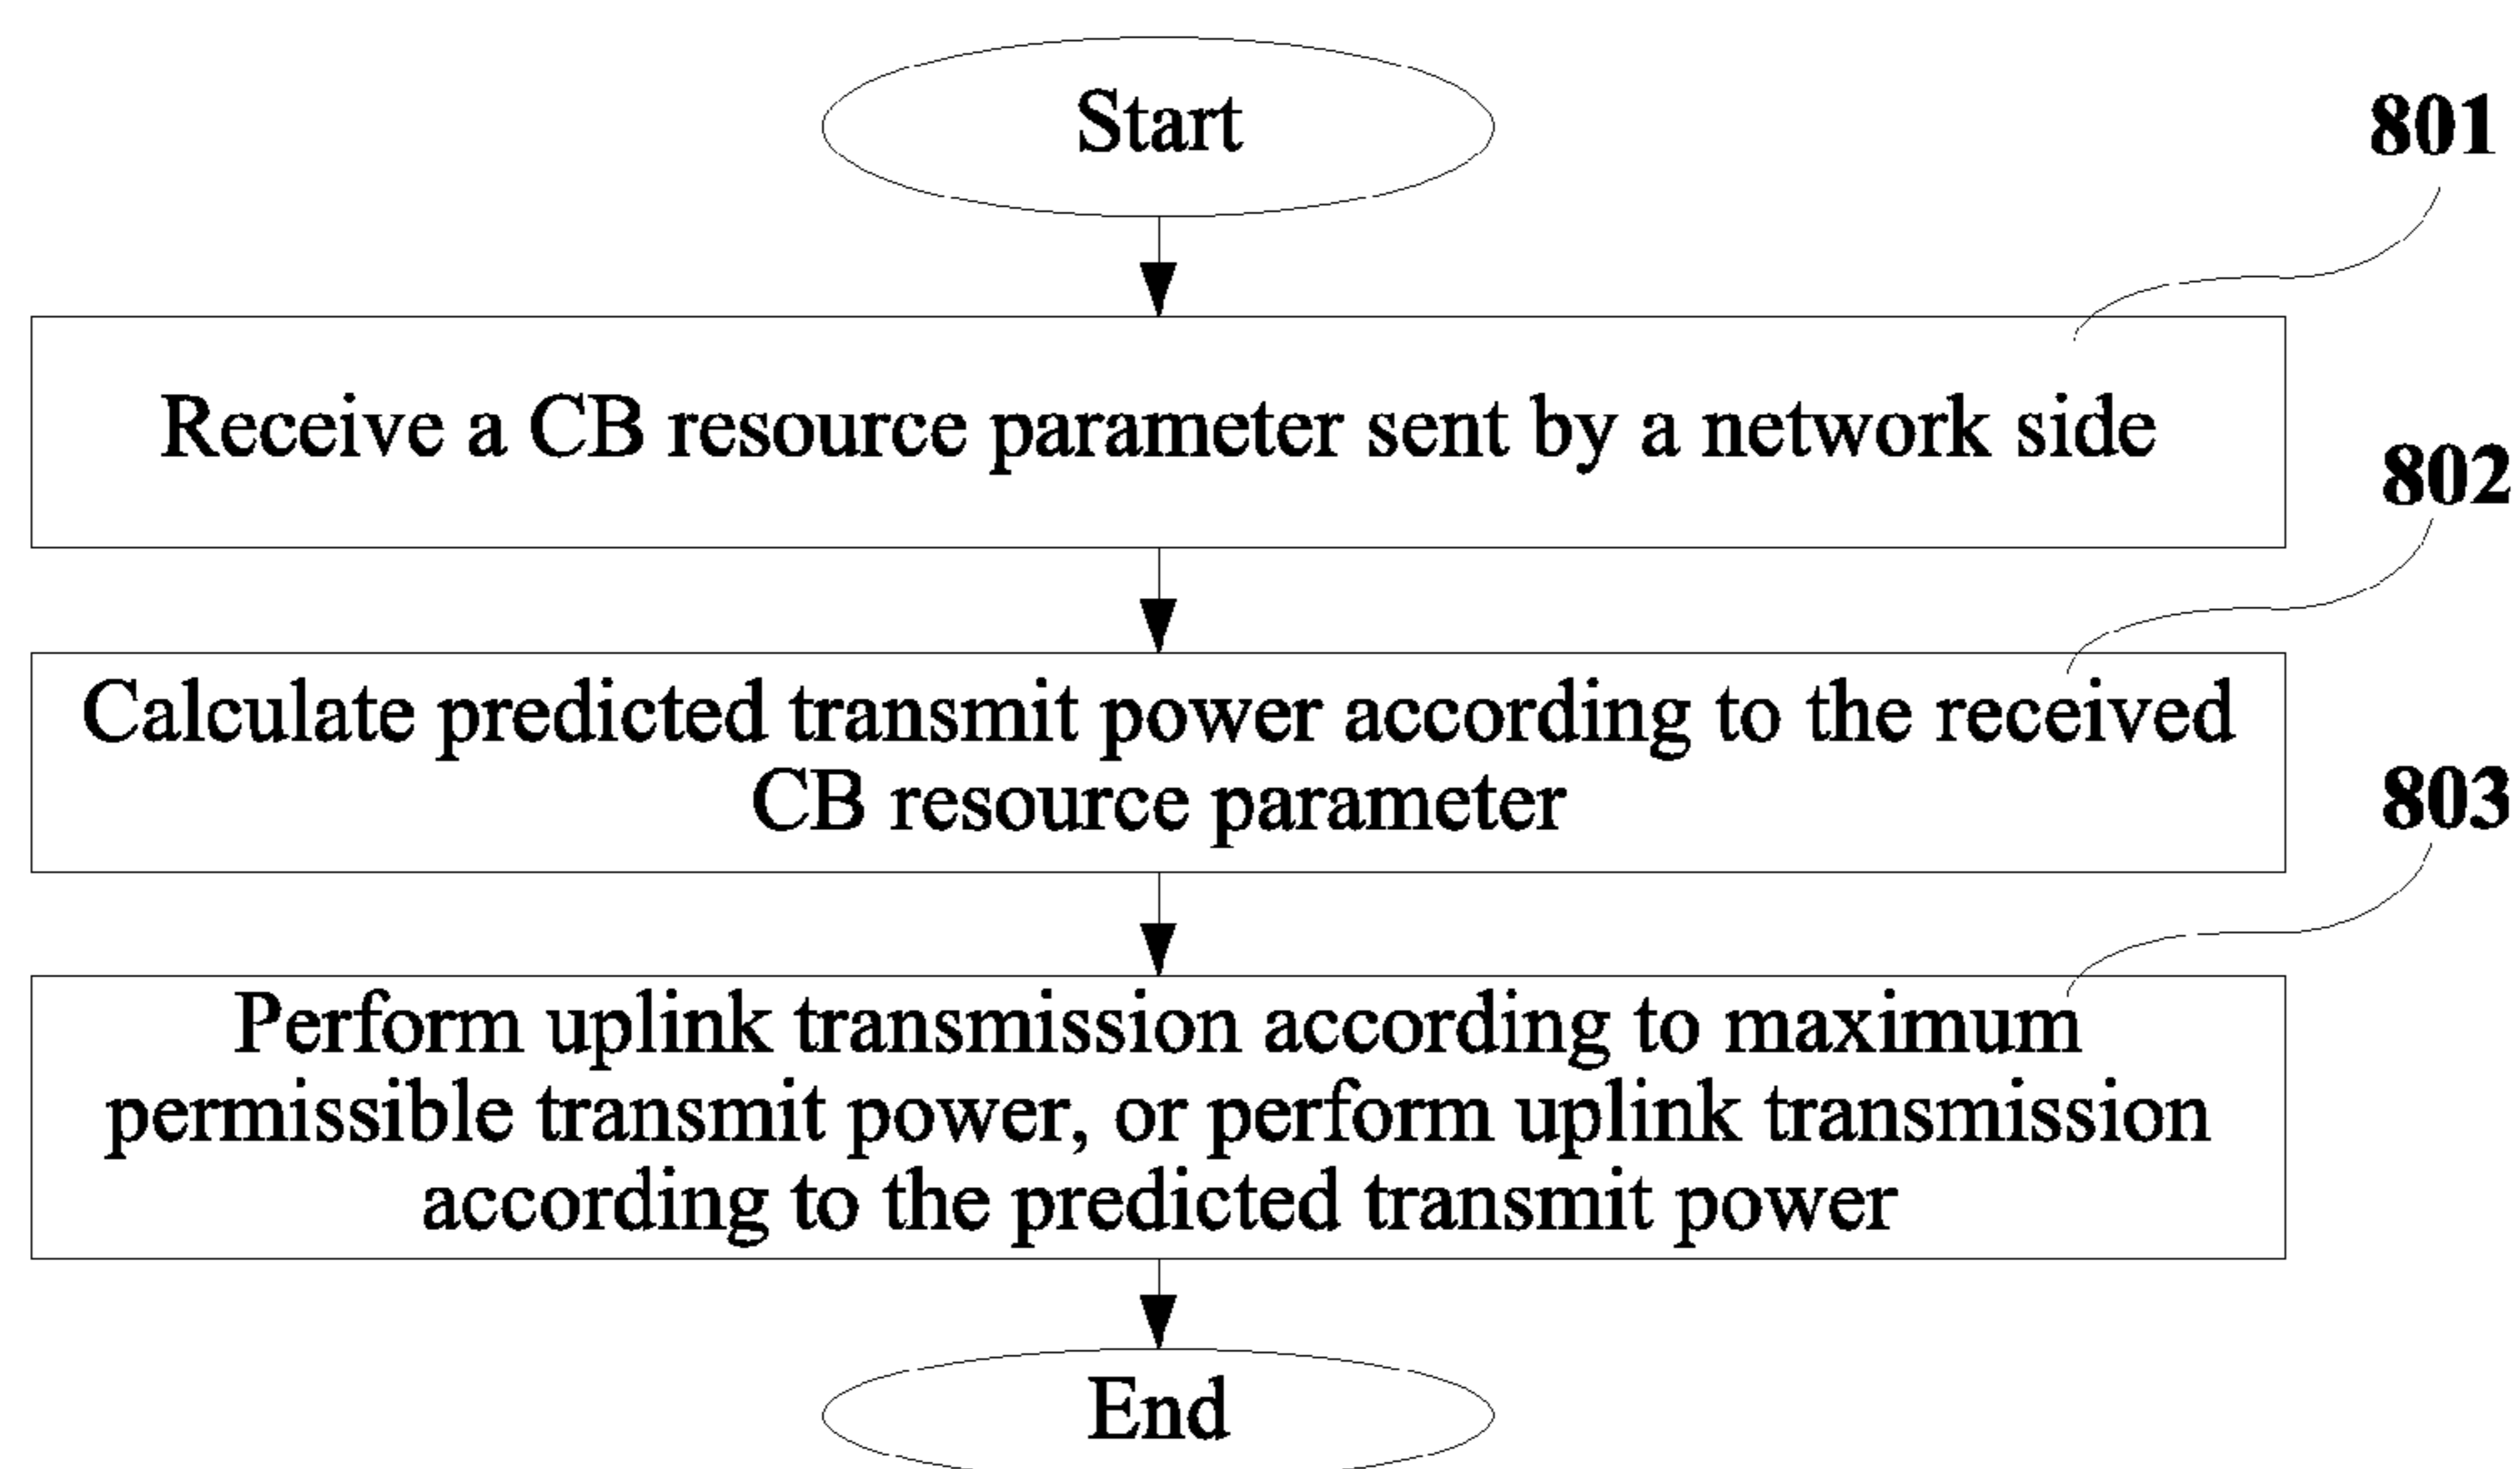 Start
801
Receive a CB resource parameter sent by a network side
802
Calculate predicted transmit power according to the received
CB resource parameter
803
Perform uplink transmission according to maximum
permissible transmit power, or perform uplink transmission
according to the predicted transmit power
End